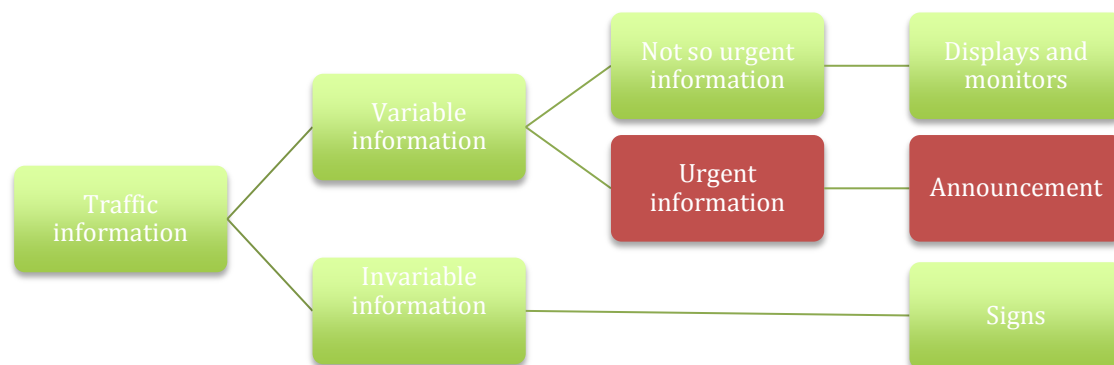 Not so urgent
information
Displays and
monitors
Variable
information
Urgent
information
Announcement
Traffic
information
Invariable
information
Signs